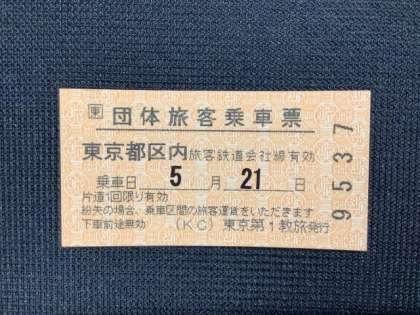 東 団体旅客乗車票
東京都区内旅客鉄道会社線有効
乗車日 5月21日
片道1回限り有効
紛失の場合、乗車区間の旅客運賃をいただきます
下車前途無効 (KC) 東京第1教旅発行
9537